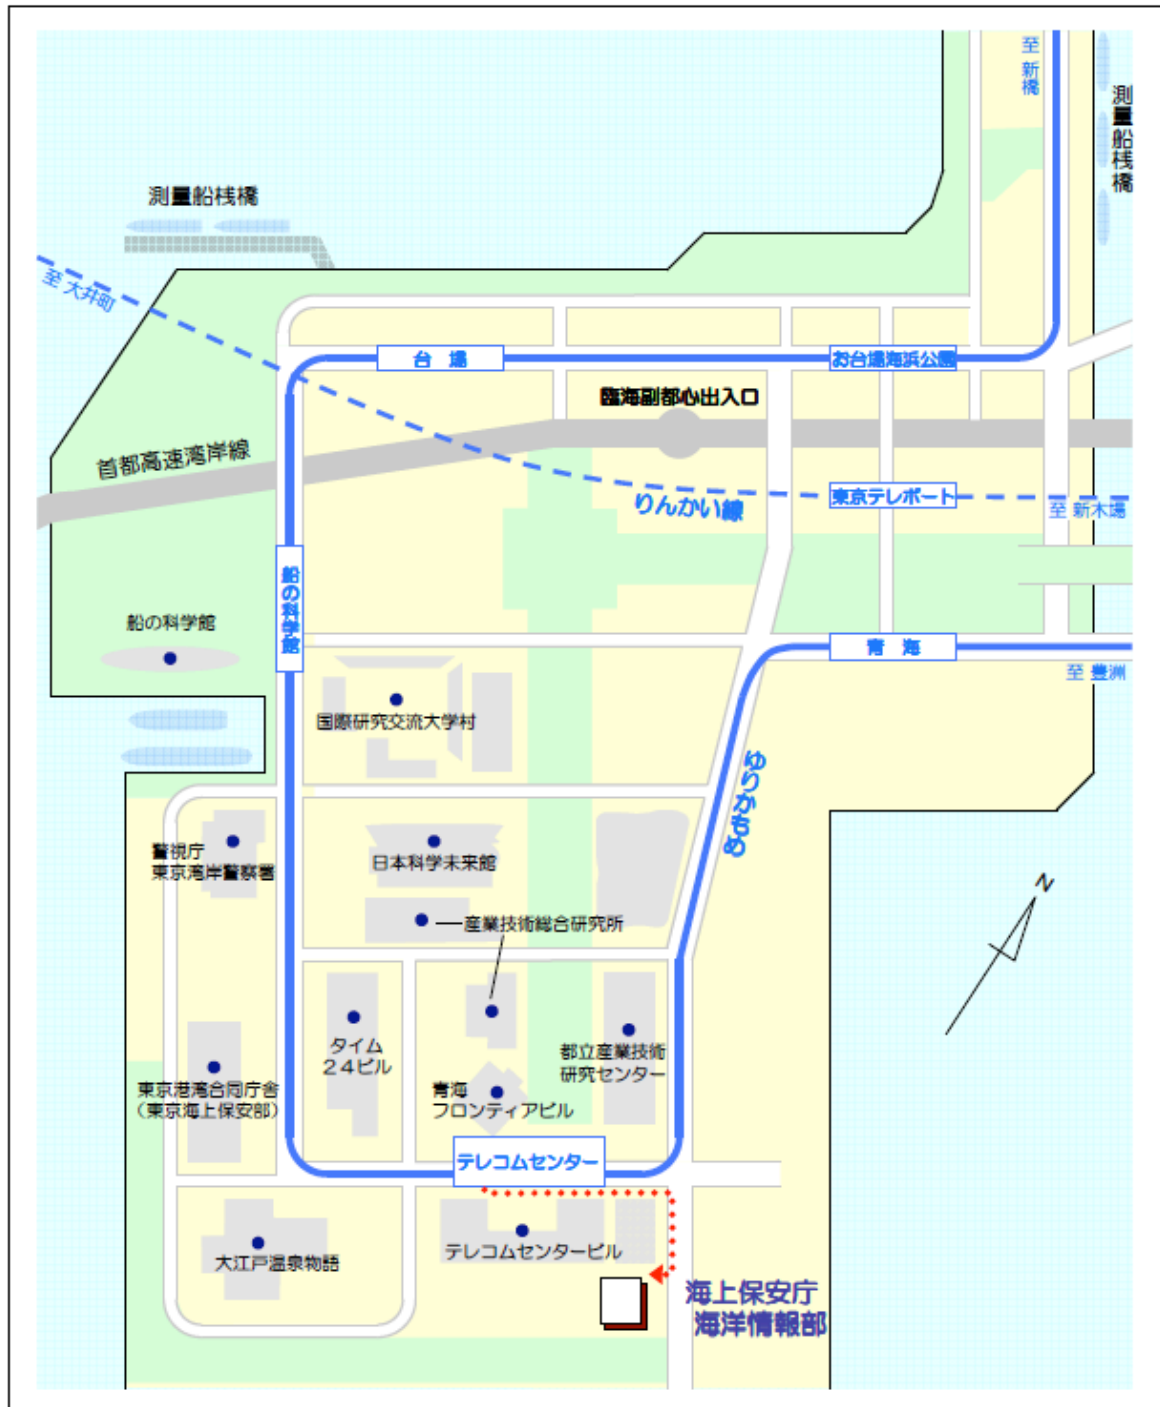 至 新橋
測量船桟橋
測量船桟橋
至 大井町
台 場
お台場海浜公園
臨海副都心出入口
首都高速湾岸線
りんかい線
東京テレポート
至 新木場
船の科学館
船の科学館
青 海
至 豊洲
国際研究交流大学村
ゆりかもめ
警視庁
東京湾岸警察署
日本科学未来館
産業技術総合研究所
N
タイム
24ビル
都立産業技術
研究センター
東京港湾合同庁舎
(東京海上保安部)
青海
フロンティアビル
テレコムセンター
大江戸温泉物語
テレコムセンタービル
海上保安庁
海洋情報部